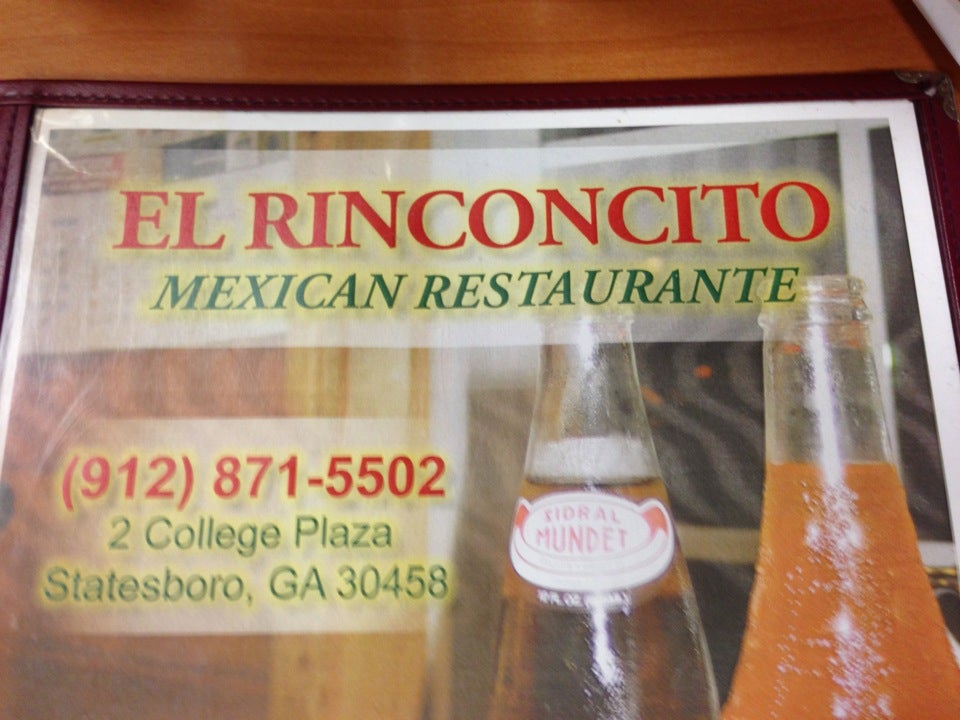 EL RINCONCITO
MEXICAN RESTAURANTE
(912) 871-5502
2 College Plaza
Statesboro, GA 30458
SIDRAL
MUNDET